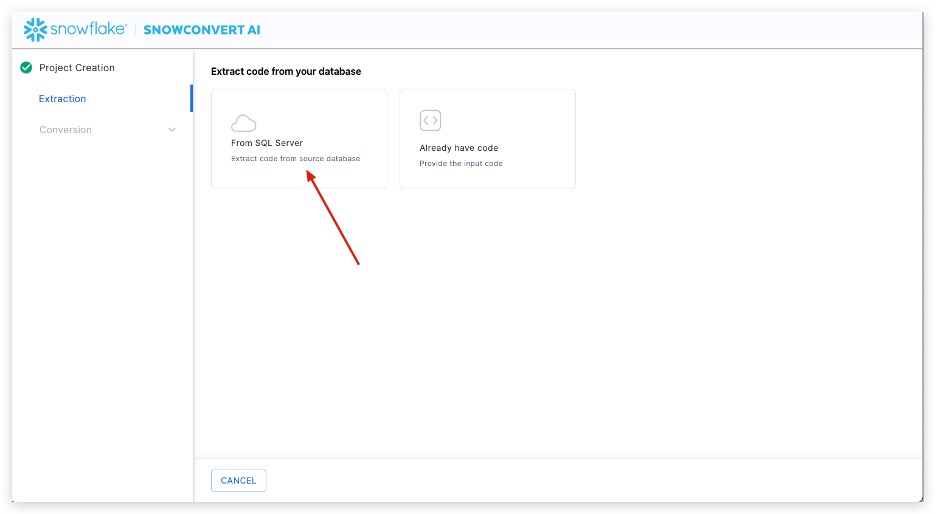 snowflake® SNOWCONVERT AI
Project Creation
Extraction
Conversion
Extract code from your database
From SQL Server
Extract code from source database
Already have code
Provide the input code
CANCEL